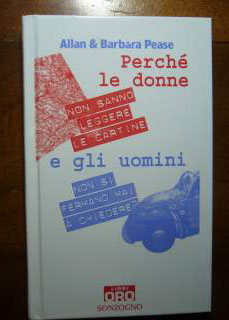 Allan & Barbara Pease
Perché
le donne
NON SANNO
LEGGERE
LE CARTINE
e gli uomini
NON SI
FERMANO MAI
A CHIEDERE?
I LIBRI
ORO
SONZOGNO